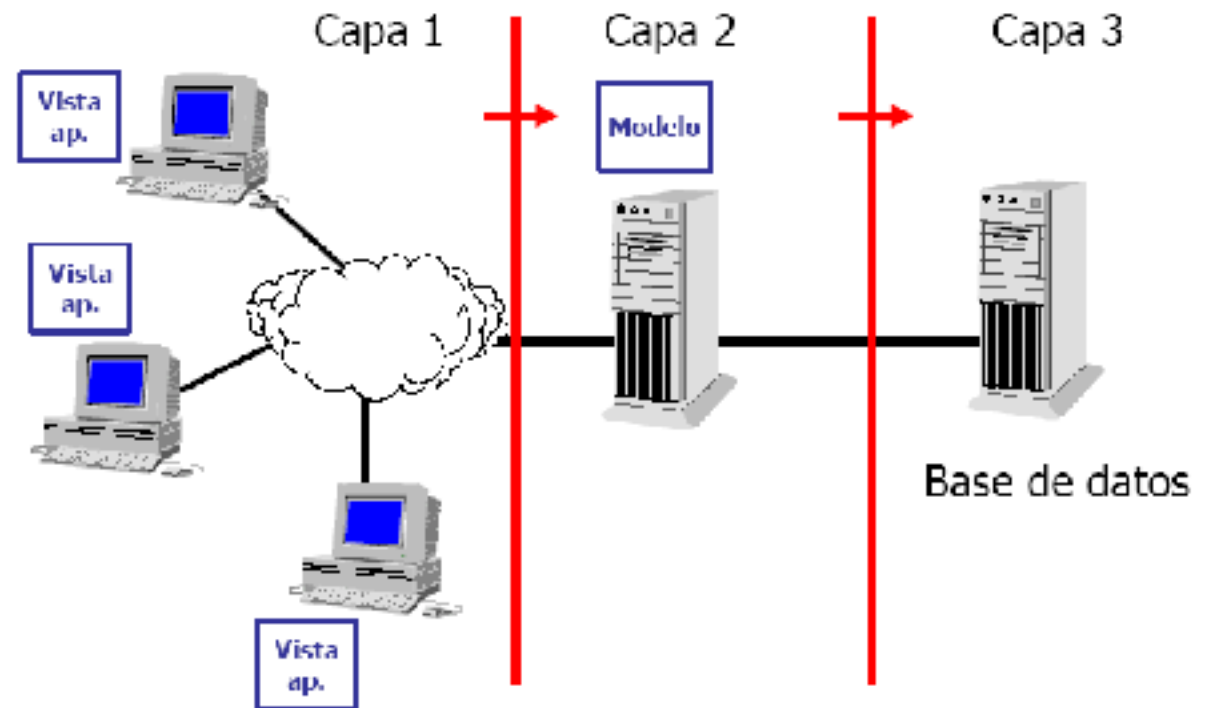 Capa 1
Capa 2
Capa 3
Vista
ap.
Modelo
Vista
ap.
Base de datos
Vista
ap.